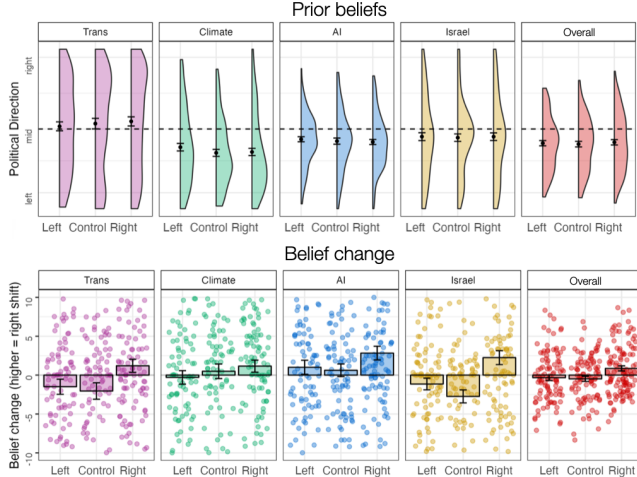 Prior beliefs
Trans Climate AI Israel Overall
Political Direction
right
mid
left
Left Control Right Left Control Right Left Control Right Left Control Right Left Control Right
Belief change
Trans Climate AI Israel Overall
Belief change (higher = right shift)
10
5
0
-5
-10
Left Control Right Left Control Right Left Control Right Left Control Right Left Control Right